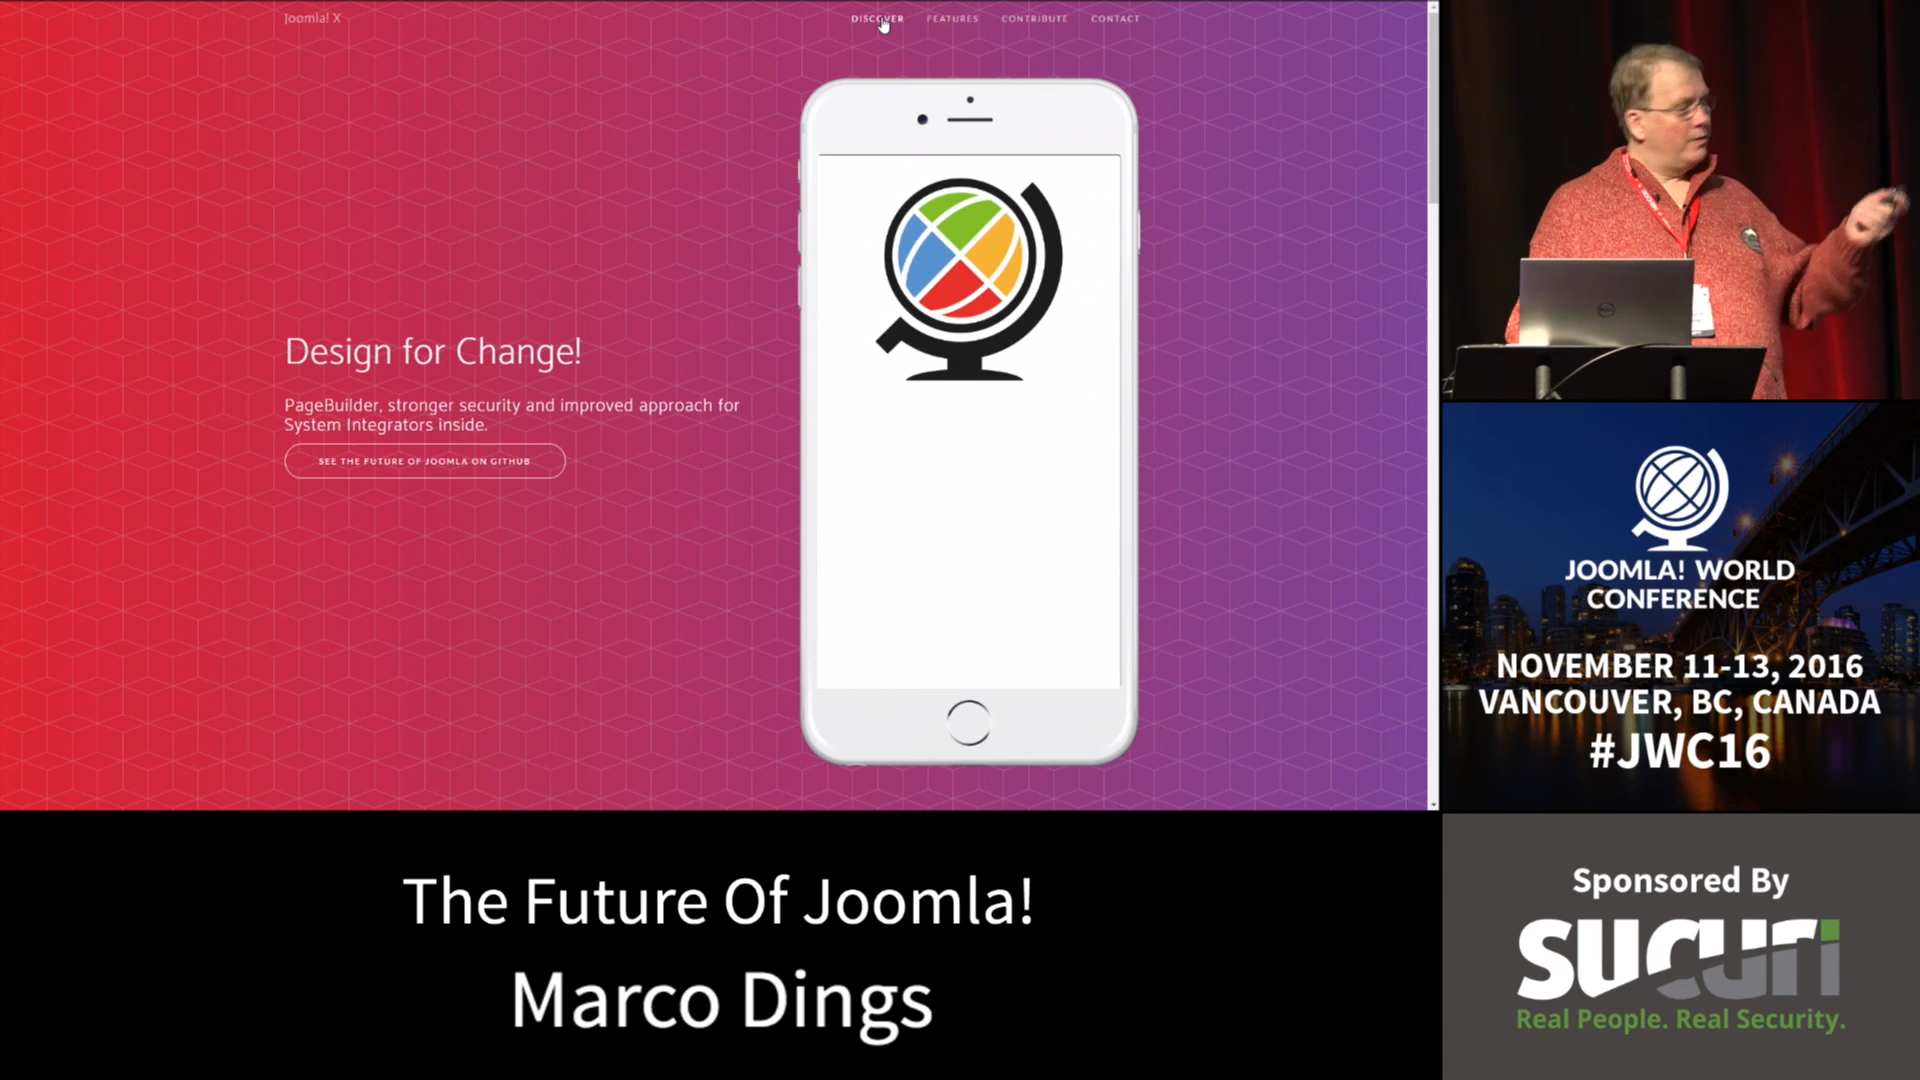 Joomla! X
DISCOVER FEATURES CONTRIBUTE CONTACT
Design for Change!
PageBuilder, stronger security and improved approach for
System Integrators inside.
SEE THE FUTURE OF JOOMLA ON GITHUB
JOOMLA! WORLD
CONFERENCE
NOVEMBER 11-13, 2016
VANCOUVER, BC, CANADA
#JWC16
The Future Of Joomla!
Marco Dings
Sponsored By
SUCURI
Real People. Real Security.